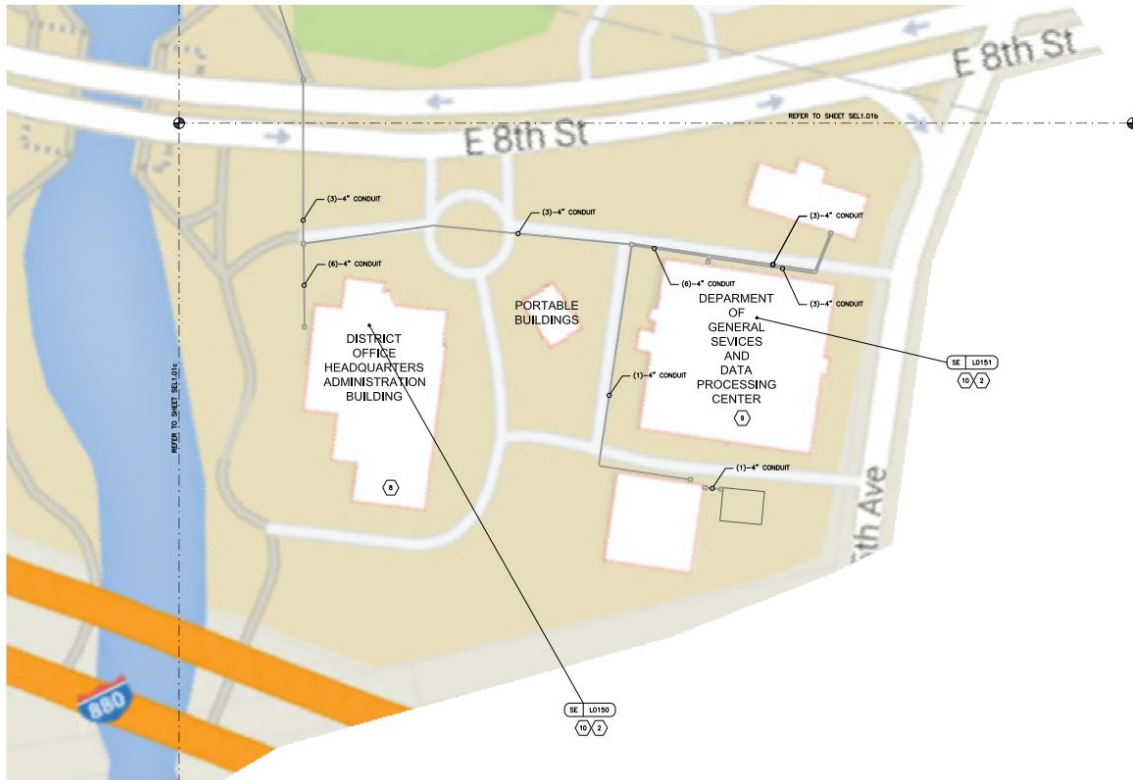 E 8th St
REFER TO SHEET SEL1.01b
E 8th St
(3)-4" CONDUIT
(3)-4" CONDUIT
(3)-4" CONDUIT
(6)-4" CONDUIT
(6)-4" CONDUIT
(3)-4" CONDUIT
PORTABLE
BUILDINGS
DEPARMENT
OF
GENERAL
SEVICES
AND
DATA
PROCESSING
CENTER
9
DISTRICT
OFFICE
HEADQUARTERS
ADMINISTRATION
BUILDING
8
REFER TO SHEET SEL1.01c
(1)-4" CONDUIT
SE L0151
10 2
(1)-4" CONDUIT
5th Ave
880
SE L0150
10 2